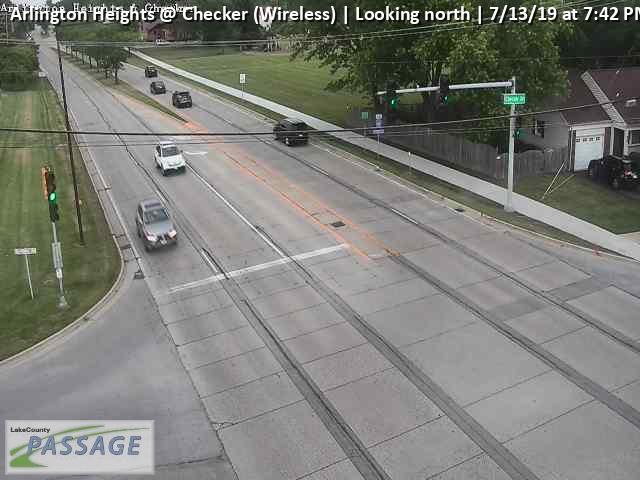 Arlington Heights @ Checker (Wireless) | Looking north | 7/13/19 at 7:42 PM
LakeCounty
PASSAGE